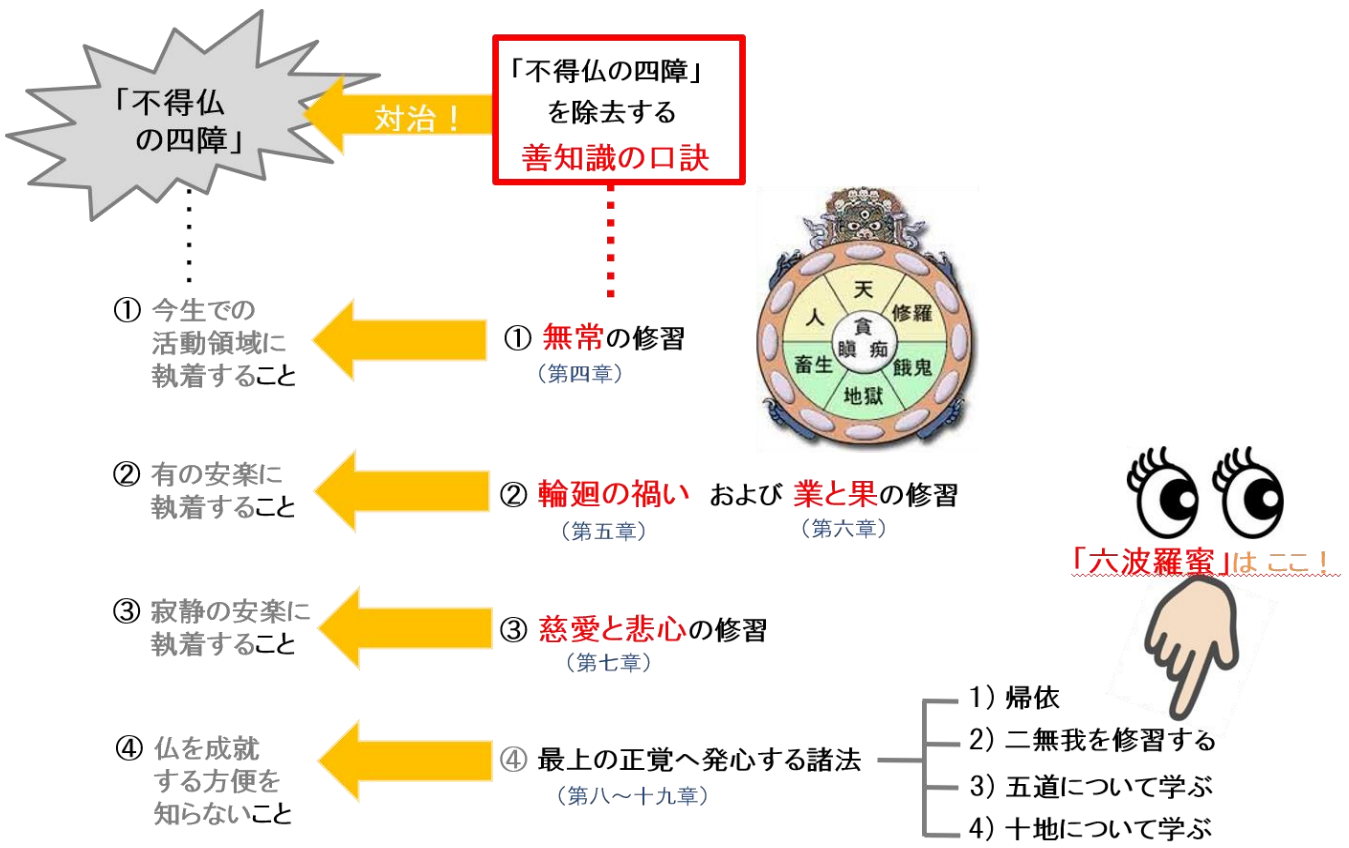 「不得仏
の四障」
対治！
「不得仏の四障」
を除去する
善知識の口訣
天
人
修羅
貪
瞋 痴
畜生
餓鬼
地獄
① 今生での
活動領域に
執着すること
① 無常の修習
（第四章）
② 有の安楽に
執着すること
② 輪廻の禍い および 業と果の修習
（第五章）
（第六章）
「六波羅蜜」は ここ！
③ 寂静の安楽に
執着すること
③ 慈愛と悲心の修習
（第七章）
④ 仏を成就
する方便を
知らないこと
④ 最上の正覚へ発心する諸法
（第八～十九章）
1）帰依
2）二無我を修習する
3）五道について学ぶ
4）十地について学ぶ